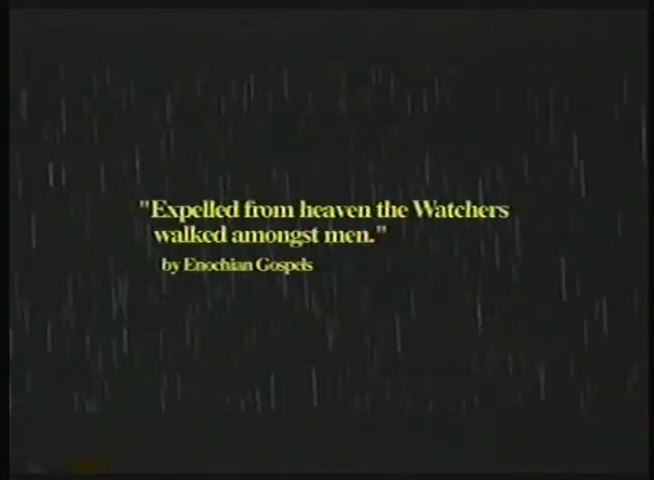 "Expelled from heaven the Watchers
walked amongst men."
by Enochian Gospels